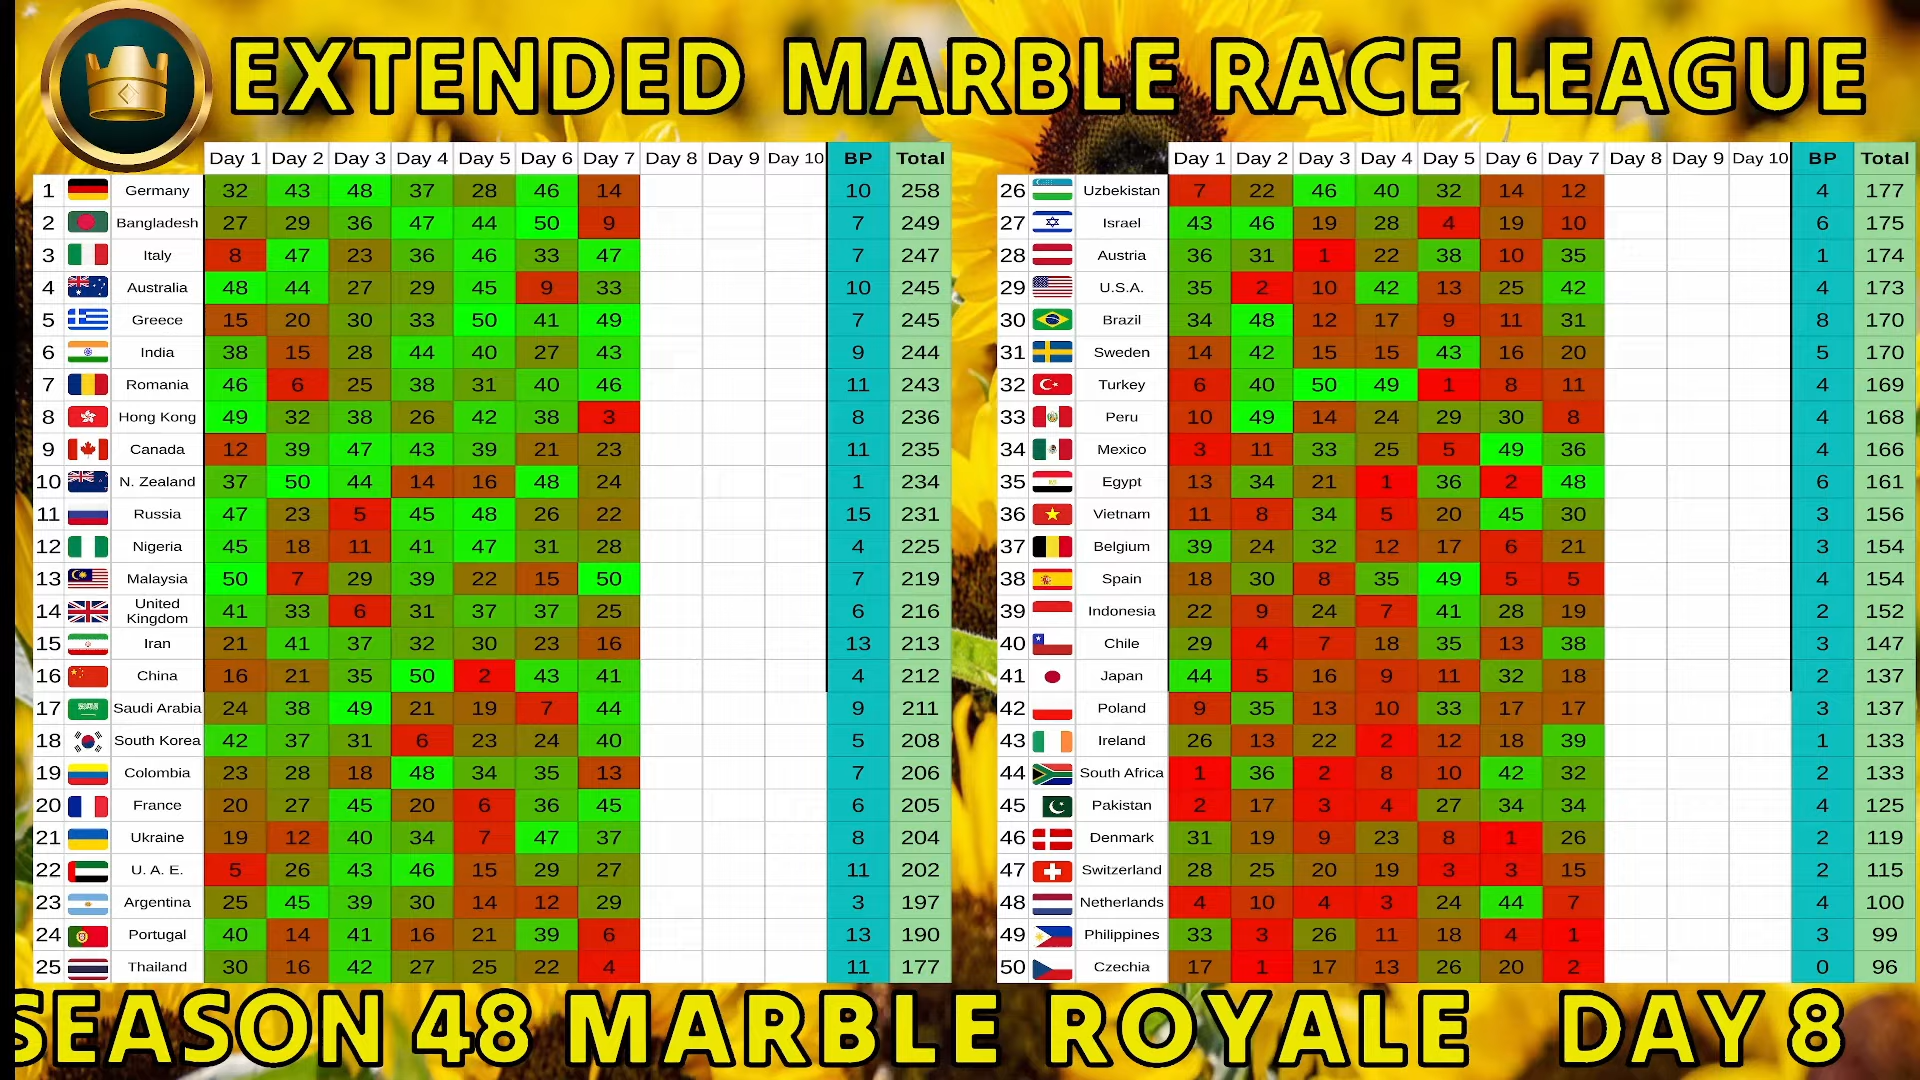 EXTENDED MARBLE RACE LEAGUE
Day 1 Day 2 Day 3 Day 4 Day 5 Day 6 Day 7 Day 8 Day 9 Day 10 BP Total
1 Germany 32 43 48 37 28 46 14 10 258
2 Bangladesh 27 29 36 47 44 50 9 7 249
3 Italy 8 47 23 36 46 33 47 7 247
4 Australia 48 44 27 29 45 9 33 10 245
5 Greece 15 20 30 33 50 41 49 7 245
6 India 38 15 28 44 40 27 43 9 244
7 Romania 46 6 25 38 31 40 46 11 243
8 Hong Kong 49 32 38 26 42 38 3 8 236
9 Canada 12 39 47 43 39 21 23 11 235
10 N. Zealand 37 50 44 14 16 48 24 1 234
11 Russia 47 23 5 45 48 26 22 15 231
12 Nigeria 45 18 11 41 47 31 28 4 225
13 Malaysia 50 7 29 39 22 15 50 7 219
14 United Kingdom 41 33 6 31 37 37 25 6 216
15 Iran 21 41 37 32 30 23 16 13 213
16 China 16 21 35 50 2 43 41 4 212
17 Saudi Arabia 24 38 49 21 19 7 44 9 211
18 South Korea 42 37 31 6 23 24 40 5 208
19 Colombia 23 28 18 48 34 35 13 7 206
20 France 20 27 45 20 6 36 45 6 205
21 Ukraine 19 12 40 34 7 47 37 8 204
22 U. A. E. 5 26 43 46 15 29 27 11 202
23 Argentina 25 45 39 30 14 12 29 3 197
24 Portugal 40 14 41 16 21 39 6 13 190
25 Thailand 30 16 42 27 25 22 4 11 177
Day 1 Day 2 Day 3 Day 4 Day 5 Day 6 Day 7 Day 8 Day 9 Day 10 BP Total
26 Uzbekistan 7 22 46 40 32 14 12 4 177
27 Israel 43 46 19 28 4 19 10 6 175
28 Austria 36 31 1 22 38 10 35 1 174
29 U.S.A. 35 2 10 42 13 25 42 4 173
30 Brazil 34 48 12 17 9 11 31 8 170
31 Sweden 14 42 15 15 43 16 20 5 170
32 Turkey 6 40 50 49 1 8 11 4 169
33 Peru 10 49 14 24 29 30 8 4 168
34 Mexico 3 11 33 25 5 49 36 4 166
35 Egypt 13 34 21 1 36 2 48 6 161
36 Vietnam 11 8 34 5 20 45 30 3 156
37 Belgium 39 24 32 12 17 6 21 3 154
38 Spain 18 30 8 35 49 5 5 4 154
39 Indonesia 22 9 24 7 41 28 19 2 152
40 Chile 29 4 7 18 35 13 38 3 147
41 Japan 44 5 16 9 11 32 18 2 137
42 Poland 9 35 13 10 33 17 17 3 137
43 Ireland 26 13 22 2 12 18 39 1 133
44 South Africa 1 36 2 8 10 42 32 2 133
45 Pakistan 2 17 3 4 27 34 34 4 125
46 Denmark 31 19 9 23 8 1 26 2 119
47 Switzerland 28 25 20 19 3 3 15 2 115
48 Netherlands 4 10 4 3 24 44 7 4 100
49 Philippines 33 3 26 11 18 4 1 3 99
50 Czechia 17 1 17 13 26 20 2 0 96
SEASON 48 MARBLE ROYALE DAY 8